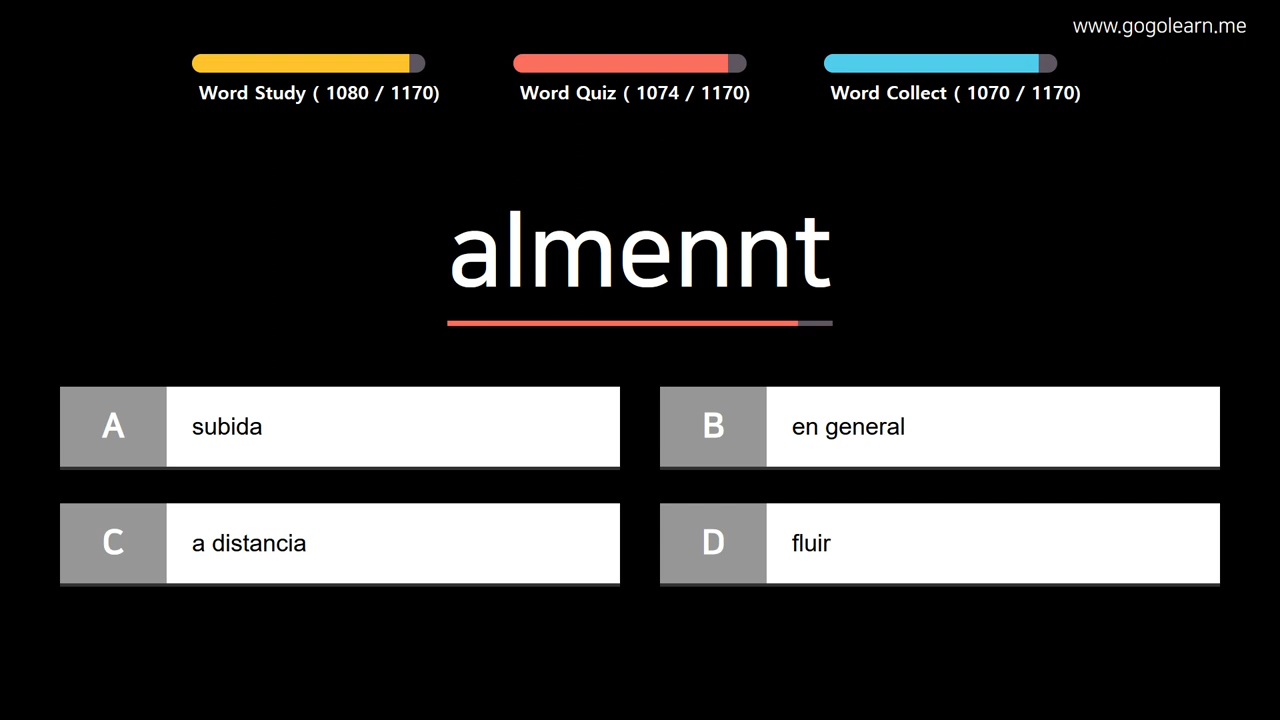 www.gogolearn.me
Word Study ( 1080 / 1170)
Word Quiz ( 1074 / 1170)
Word Collect ( 1070 / 1170)
almennt
A subida
B en general
C a distancia
D fluir